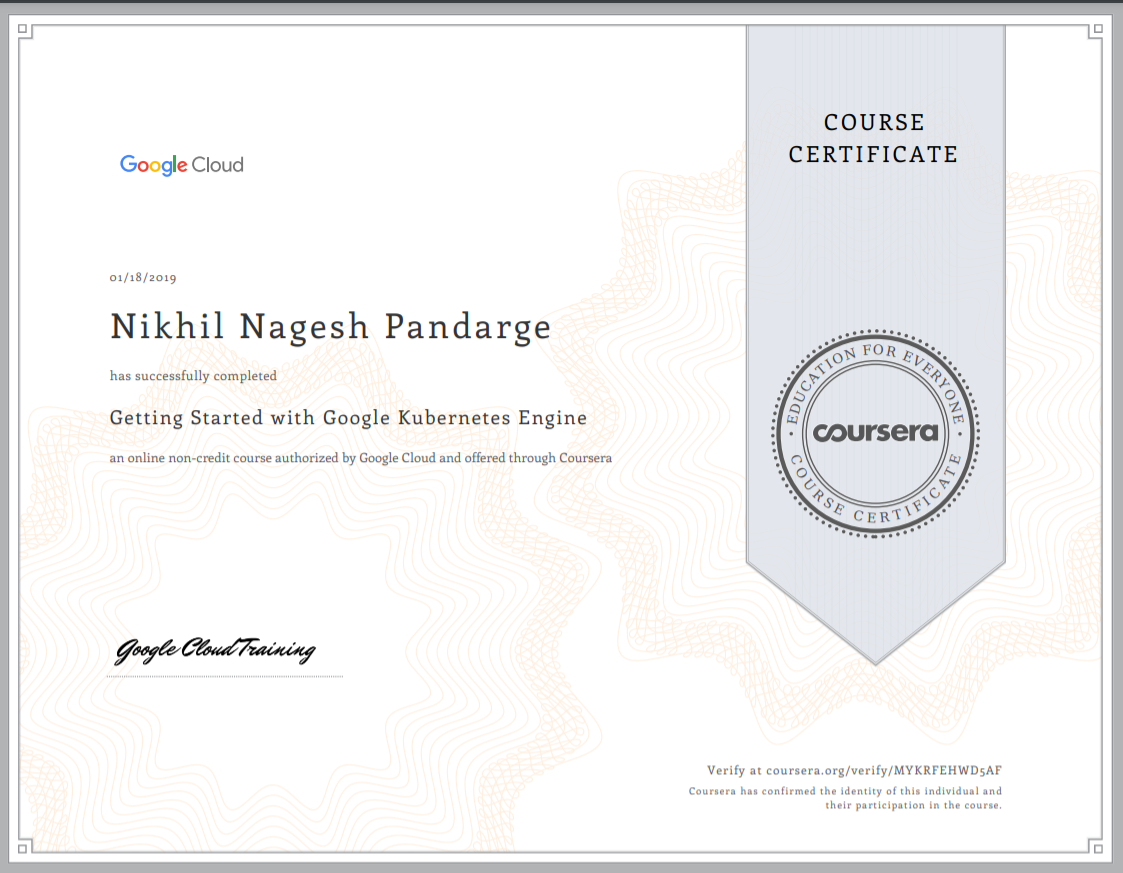 COURSE
CERTIFICATE
Google Cloud
01/18/2019
Nikhil Nagesh Pandarge
has successfully completed
Getting Started with Google Kubernetes Engine
an online non-credit course authorized by Google Cloud and offered through Coursera
EDUCATION FOR EVERYONE
coursera
COURSE CERTIFICATE
Google Cloud Training
Verify at coursera.org/verify/MYKRFEHWD5AF
Coursera has confirmed the identity of this individual and
their participation in the course.